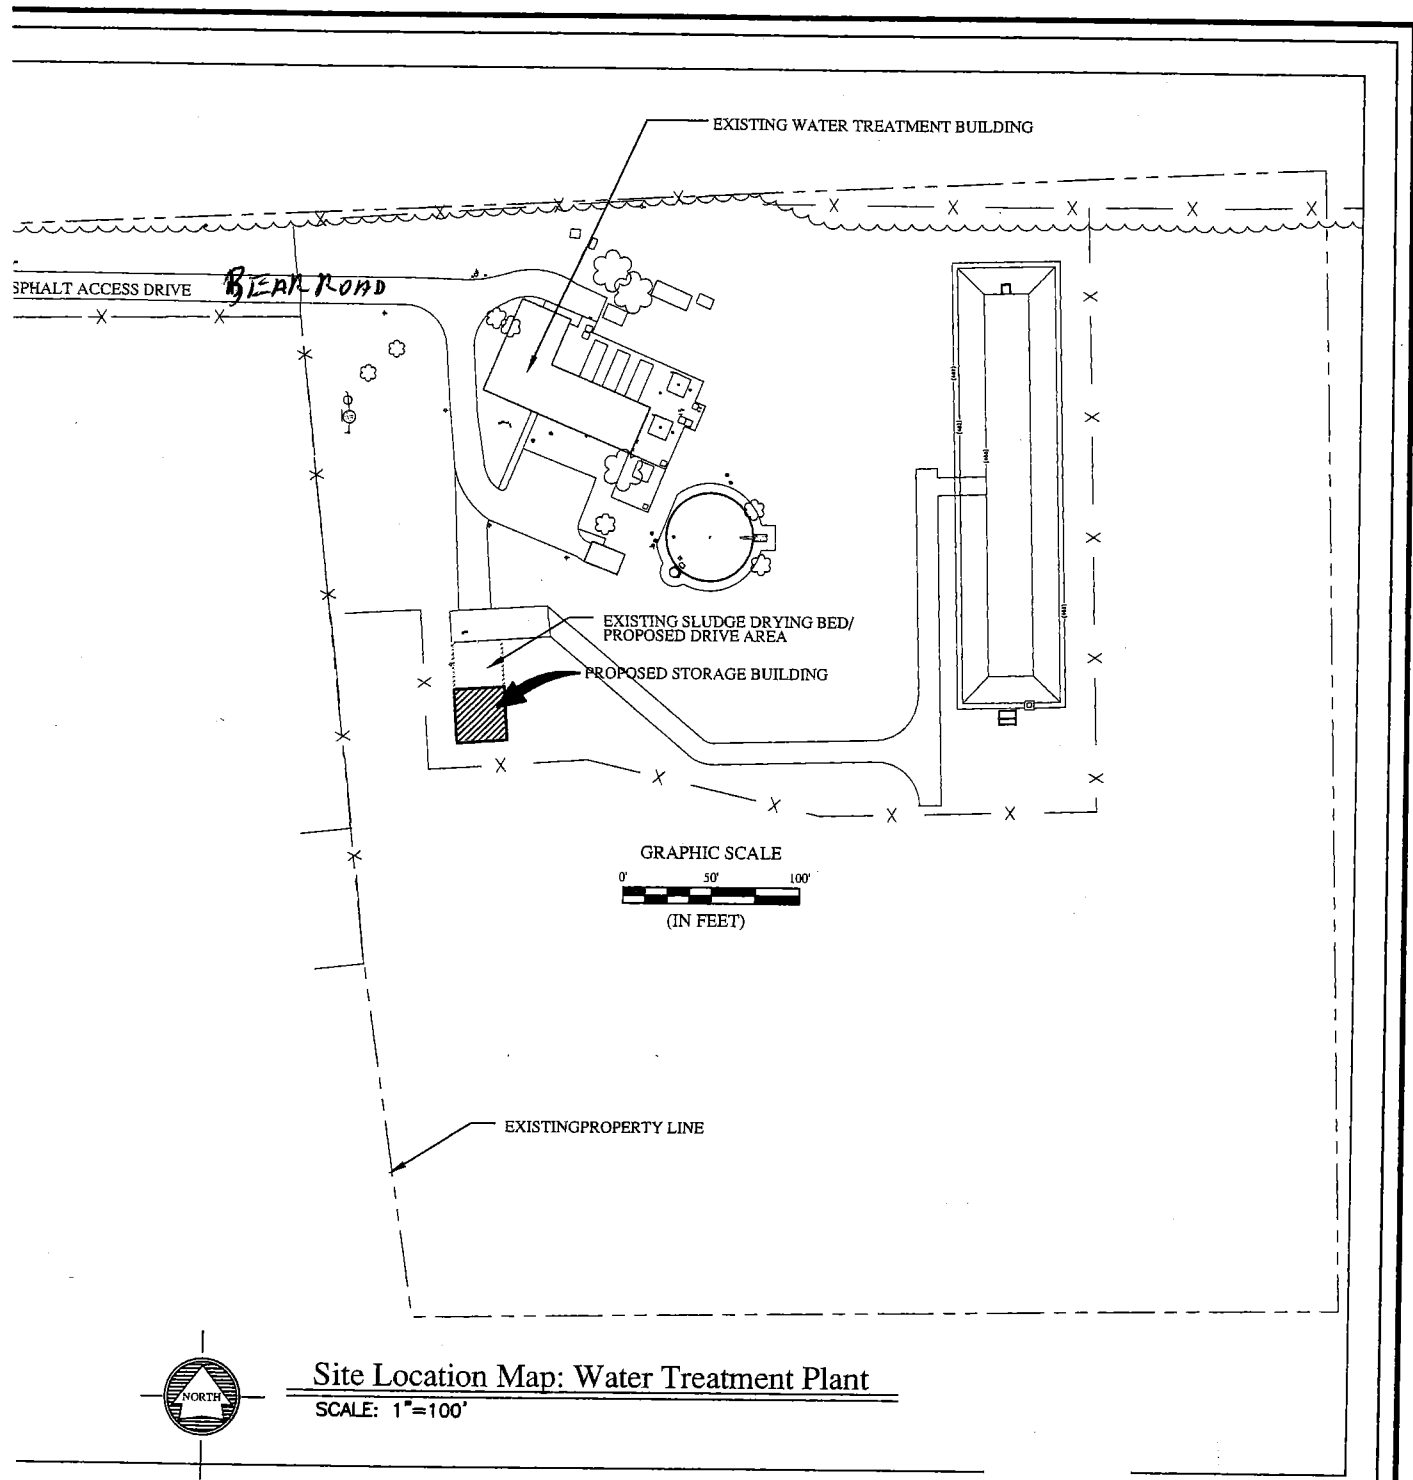 EXISTING WATER TREATMENT BUILDING
SPHALT ACCESS DRIVE BEAR ROAD
EXISTING SLUDGE DRYING BED/
PROPOSED DRIVE AREA
PROPOSED STORAGE BUILDING
GRAPHIC SCALE
0' 50' 100'
(IN FEET)
EXISTINGPROPERTY LINE
NORTH
Site Location Map: Water Treatment Plant
SCALE: 1"=100'